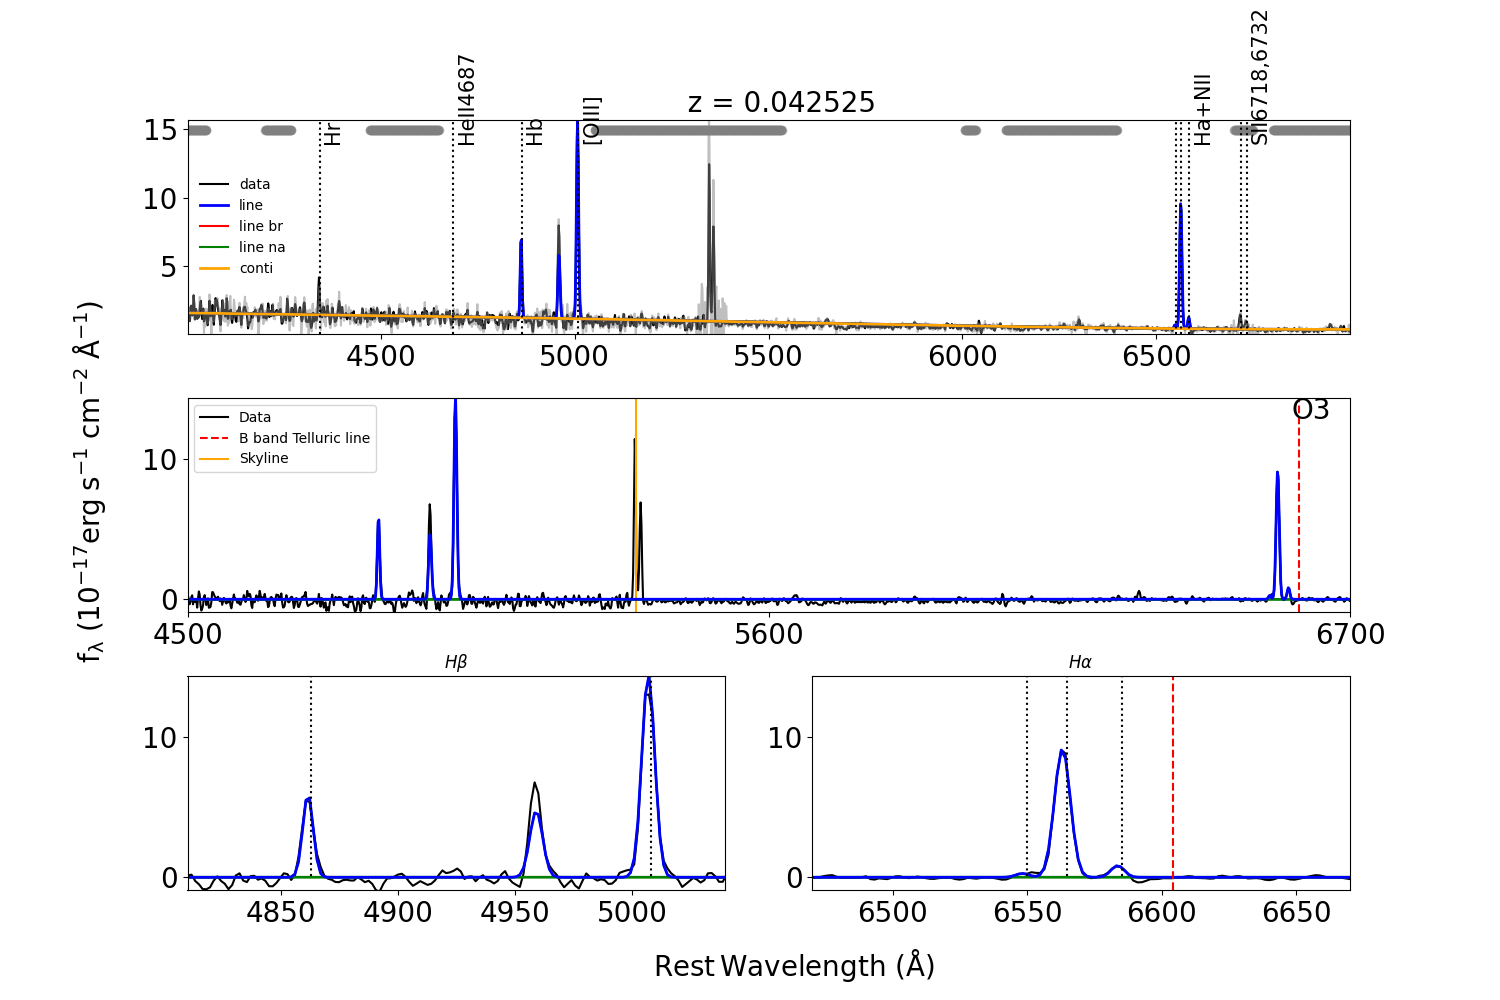 z = 0.042525
Hr
HeII4687
Hb
[OIII]
Ha+NII
SII6718,6732
15
10
5
data
line
line br
line na
conti
4500 5000 5500 6000 6500
f_λ (10^{-17}erg s^{-1} cm^{-2} Å^{-1})
Data
B band Telluric line
Skyline
O3
10
0
4500 5600 6700
Hβ
10
0
4850 4900 4950 5000
Hα
10
0
6500 6550 6600 6650
Rest Wavelength (Å)